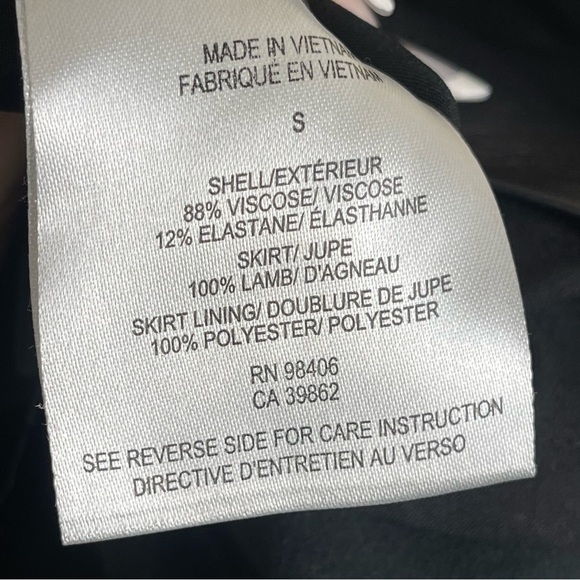 MADE IN VIETNAM
FABRIQUÉ EN VIETNAM
S
SHELL/EXTÉRIEUR
88% VISCOSE/ VISCOSE
12% ELASTANE/ ÉLASTHANNE
SKIRT/ JUPE
100% LAMB/ D'AGNEAU
SKIRT LINING/ DOUBLURE DE JUPE
100% POLYESTER/ POLYESTER
RN 98406
CA 39862
SEE REVERSE SIDE FOR CARE INSTRUCTION
DIRECTIVE D'ENTRETIEN AU VERSO